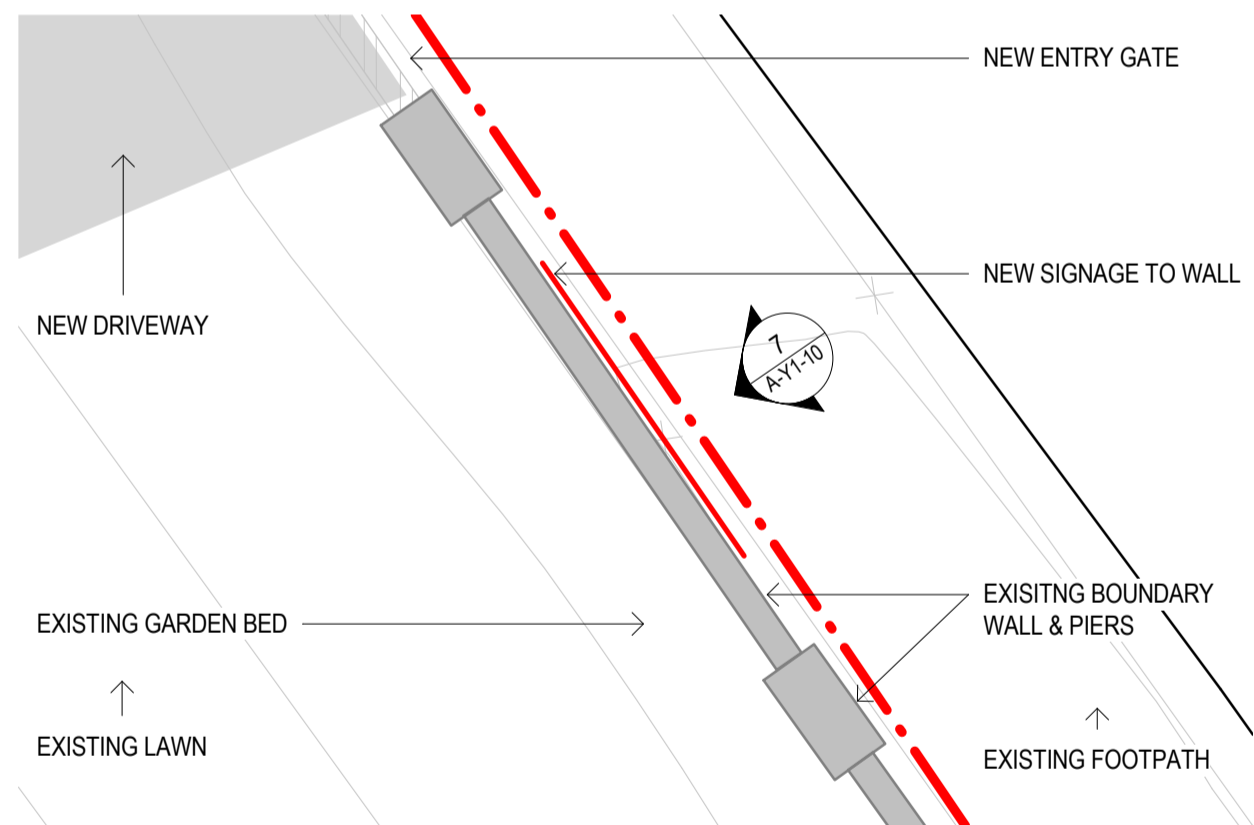 NEW ENTRY GATE
NEW SIGNAGE TO WALL
NEW DRIVEWAY
7
A-Y1-10
EXISITNG BOUNDARY
WALL & PIERS
EXISTING GARDEN BED
EXISTING LAWN
EXISTING FOOTPATH